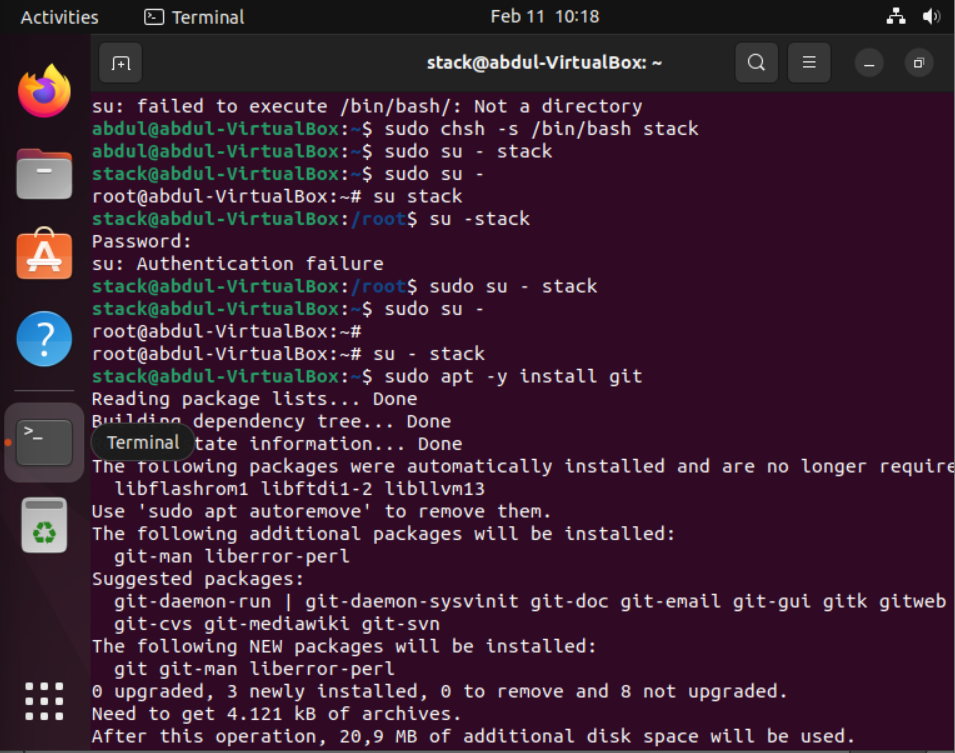 Activities
Terminal
Feb 11 10:18
stack@abdul-VirtualBox: ~
su: failed to execute /bin/bash/: Not a directory
abdul@abdul-VirtualBox:~$ sudo chsh -s /bin/bash stack
abdul@abdul-VirtualBox:~$ sudo su - stack
stack@abdul-VirtualBox:~$ sudo su -
root@abdul-VirtualBox:~# su stack
stack@abdul-VirtualBox:/root$ su -stack
Password:
su: Authentication failure
stack@abdul-VirtualBox:/root$ sudo su - stack
stack@abdul-VirtualBox:~$ sudo su -
root@abdul-VirtualBox:~#
root@abdul-VirtualBox:~# su - stack
stack@abdul-VirtualBox:~$ sudo apt -y install git
Reading package lists... Done
Building dependency tree... Done
Terminal
tate information... Done
The following packages were automatically installed and are no longer require
libflashrom1 libftdi1-2 libllvm13
Use 'sudo apt autoremove' to remove them.
The following additional packages will be installed:
git-man liberror-perl
Suggested packages:
git-daemon-run | git-daemon-sysvinit git-doc git-email git-gui gitk gitweb
git-cvs git-mediawiki git-svn
The following NEW packages will be installed:
git git-man liberror-perl
0 upgraded, 3 newly installed, 0 to remove and 8 not upgraded.
Need to get 4.121 kB of archives.
After this operation, 20,9 MB of additional disk space will be used.